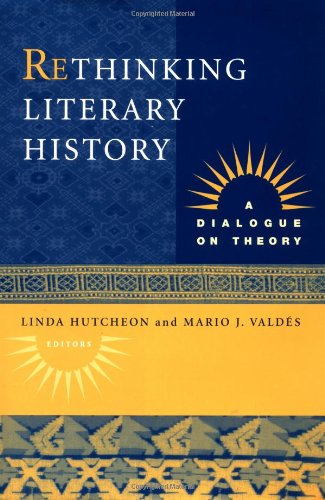 RETHINKING
LITERARY
HISTORY
A
DIALOGUE
ON THEORY
LINDA HUTCHEON and MARIO J. VALDÉS
EDITORS